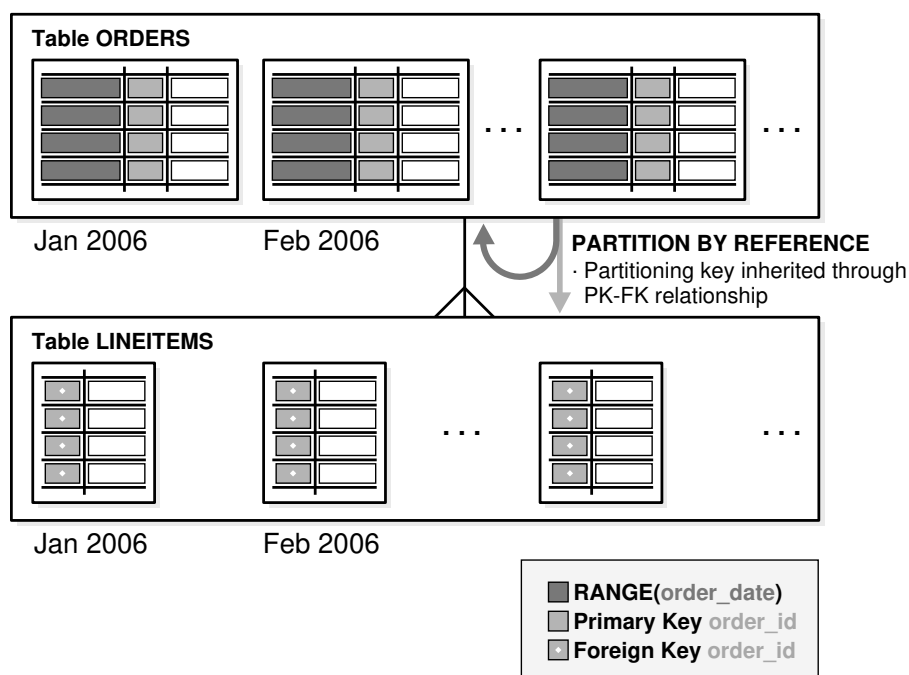 Table ORDERS
. . .
. . .
Jan 2006
Feb 2006
PARTITION BY REFERENCE
· Partitioning key inherited through
PK-FK relationship
Table LINEITEMS
. . .
. . .
Jan 2006
Feb 2006
RANGE(order_date)
Primary Key order_id
Foreign Key order_id